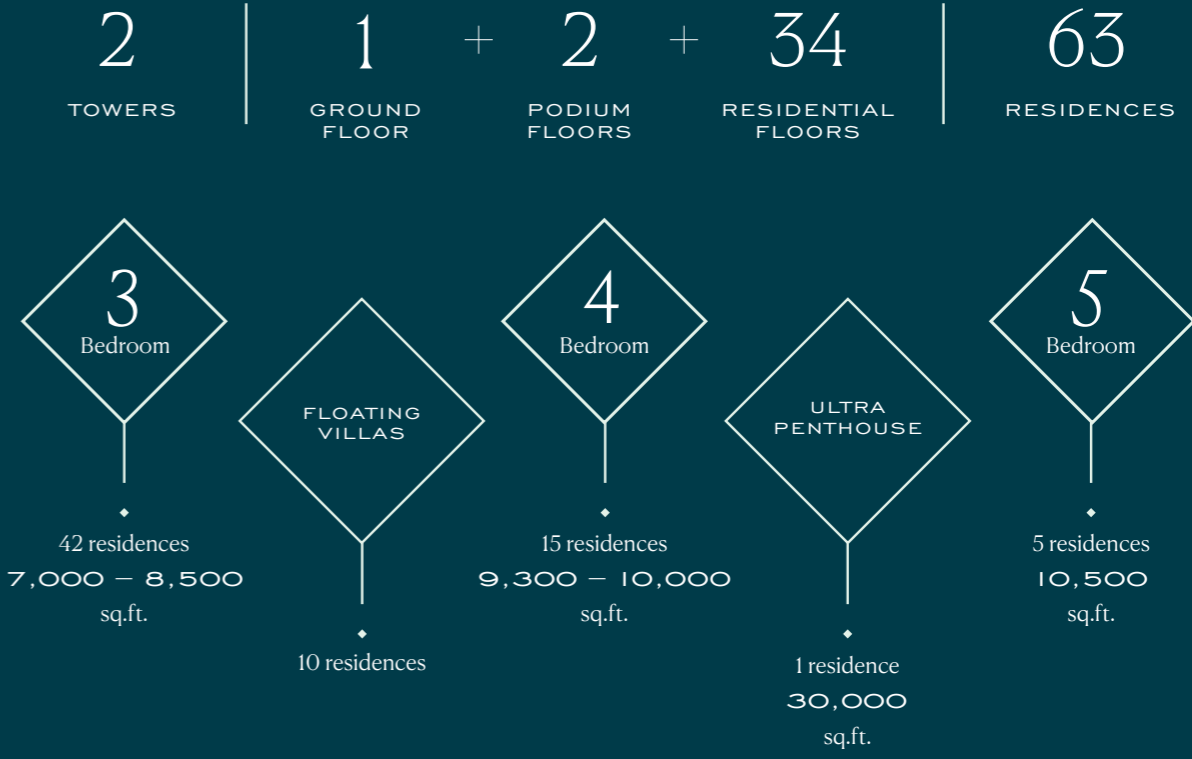 2
TOWERS
1
GROUND
FLOOR
+
2
PODIUM
FLOORS
+
34
RESIDENTIAL
FLOORS
63
RESIDENCES
3
Bedroom
42 residences
7,000 – 8,500
sq.ft.
FLOATING
VILLAS
10 residences
4
Bedroom
15 residences
9,300 – 10,000
sq.ft.
ULTRA
PENTHOUSE
1 residence
30,000
sq.ft.
5
Bedroom
5 residences
10,500
sq.ft.